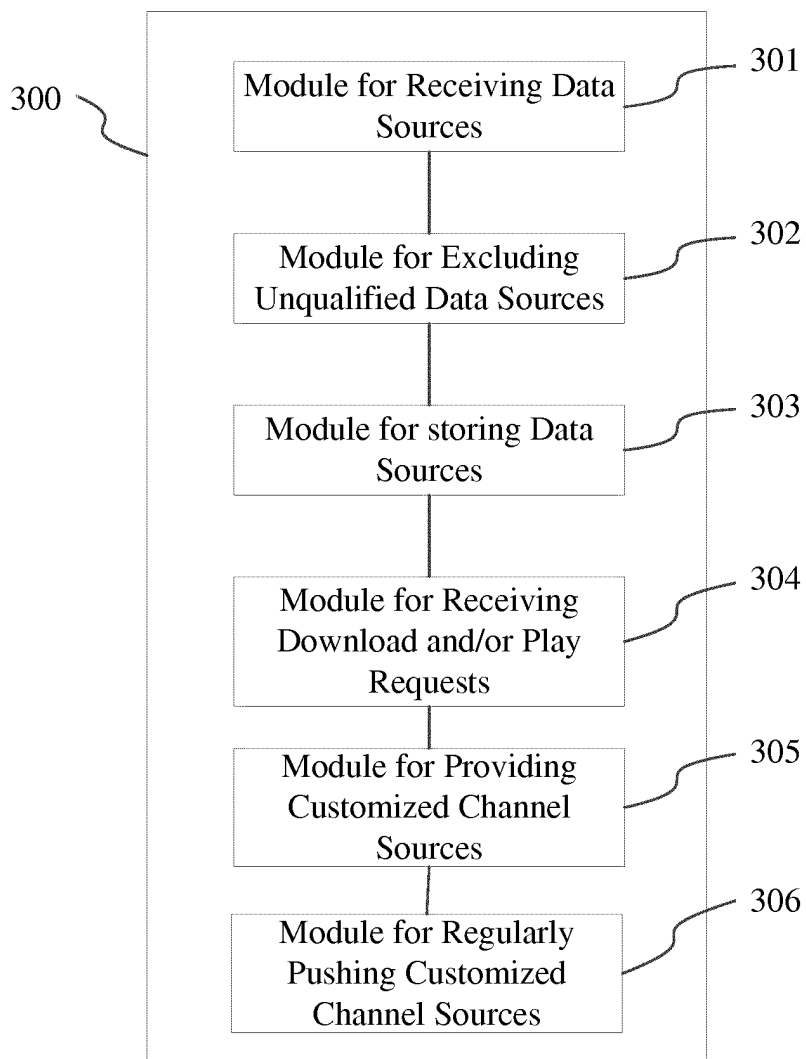 301
Module for Receiving Data
Sources
300
302
Module for Excluding
Unqualified Data Sources
303
Module for storing Data
Sources
304
Module for Receiving
Download and/or Play
Requests
305
Module for Providing
Customized Channel
Sources
306
Module for Regularly
Pushing Customized
Channel Sources